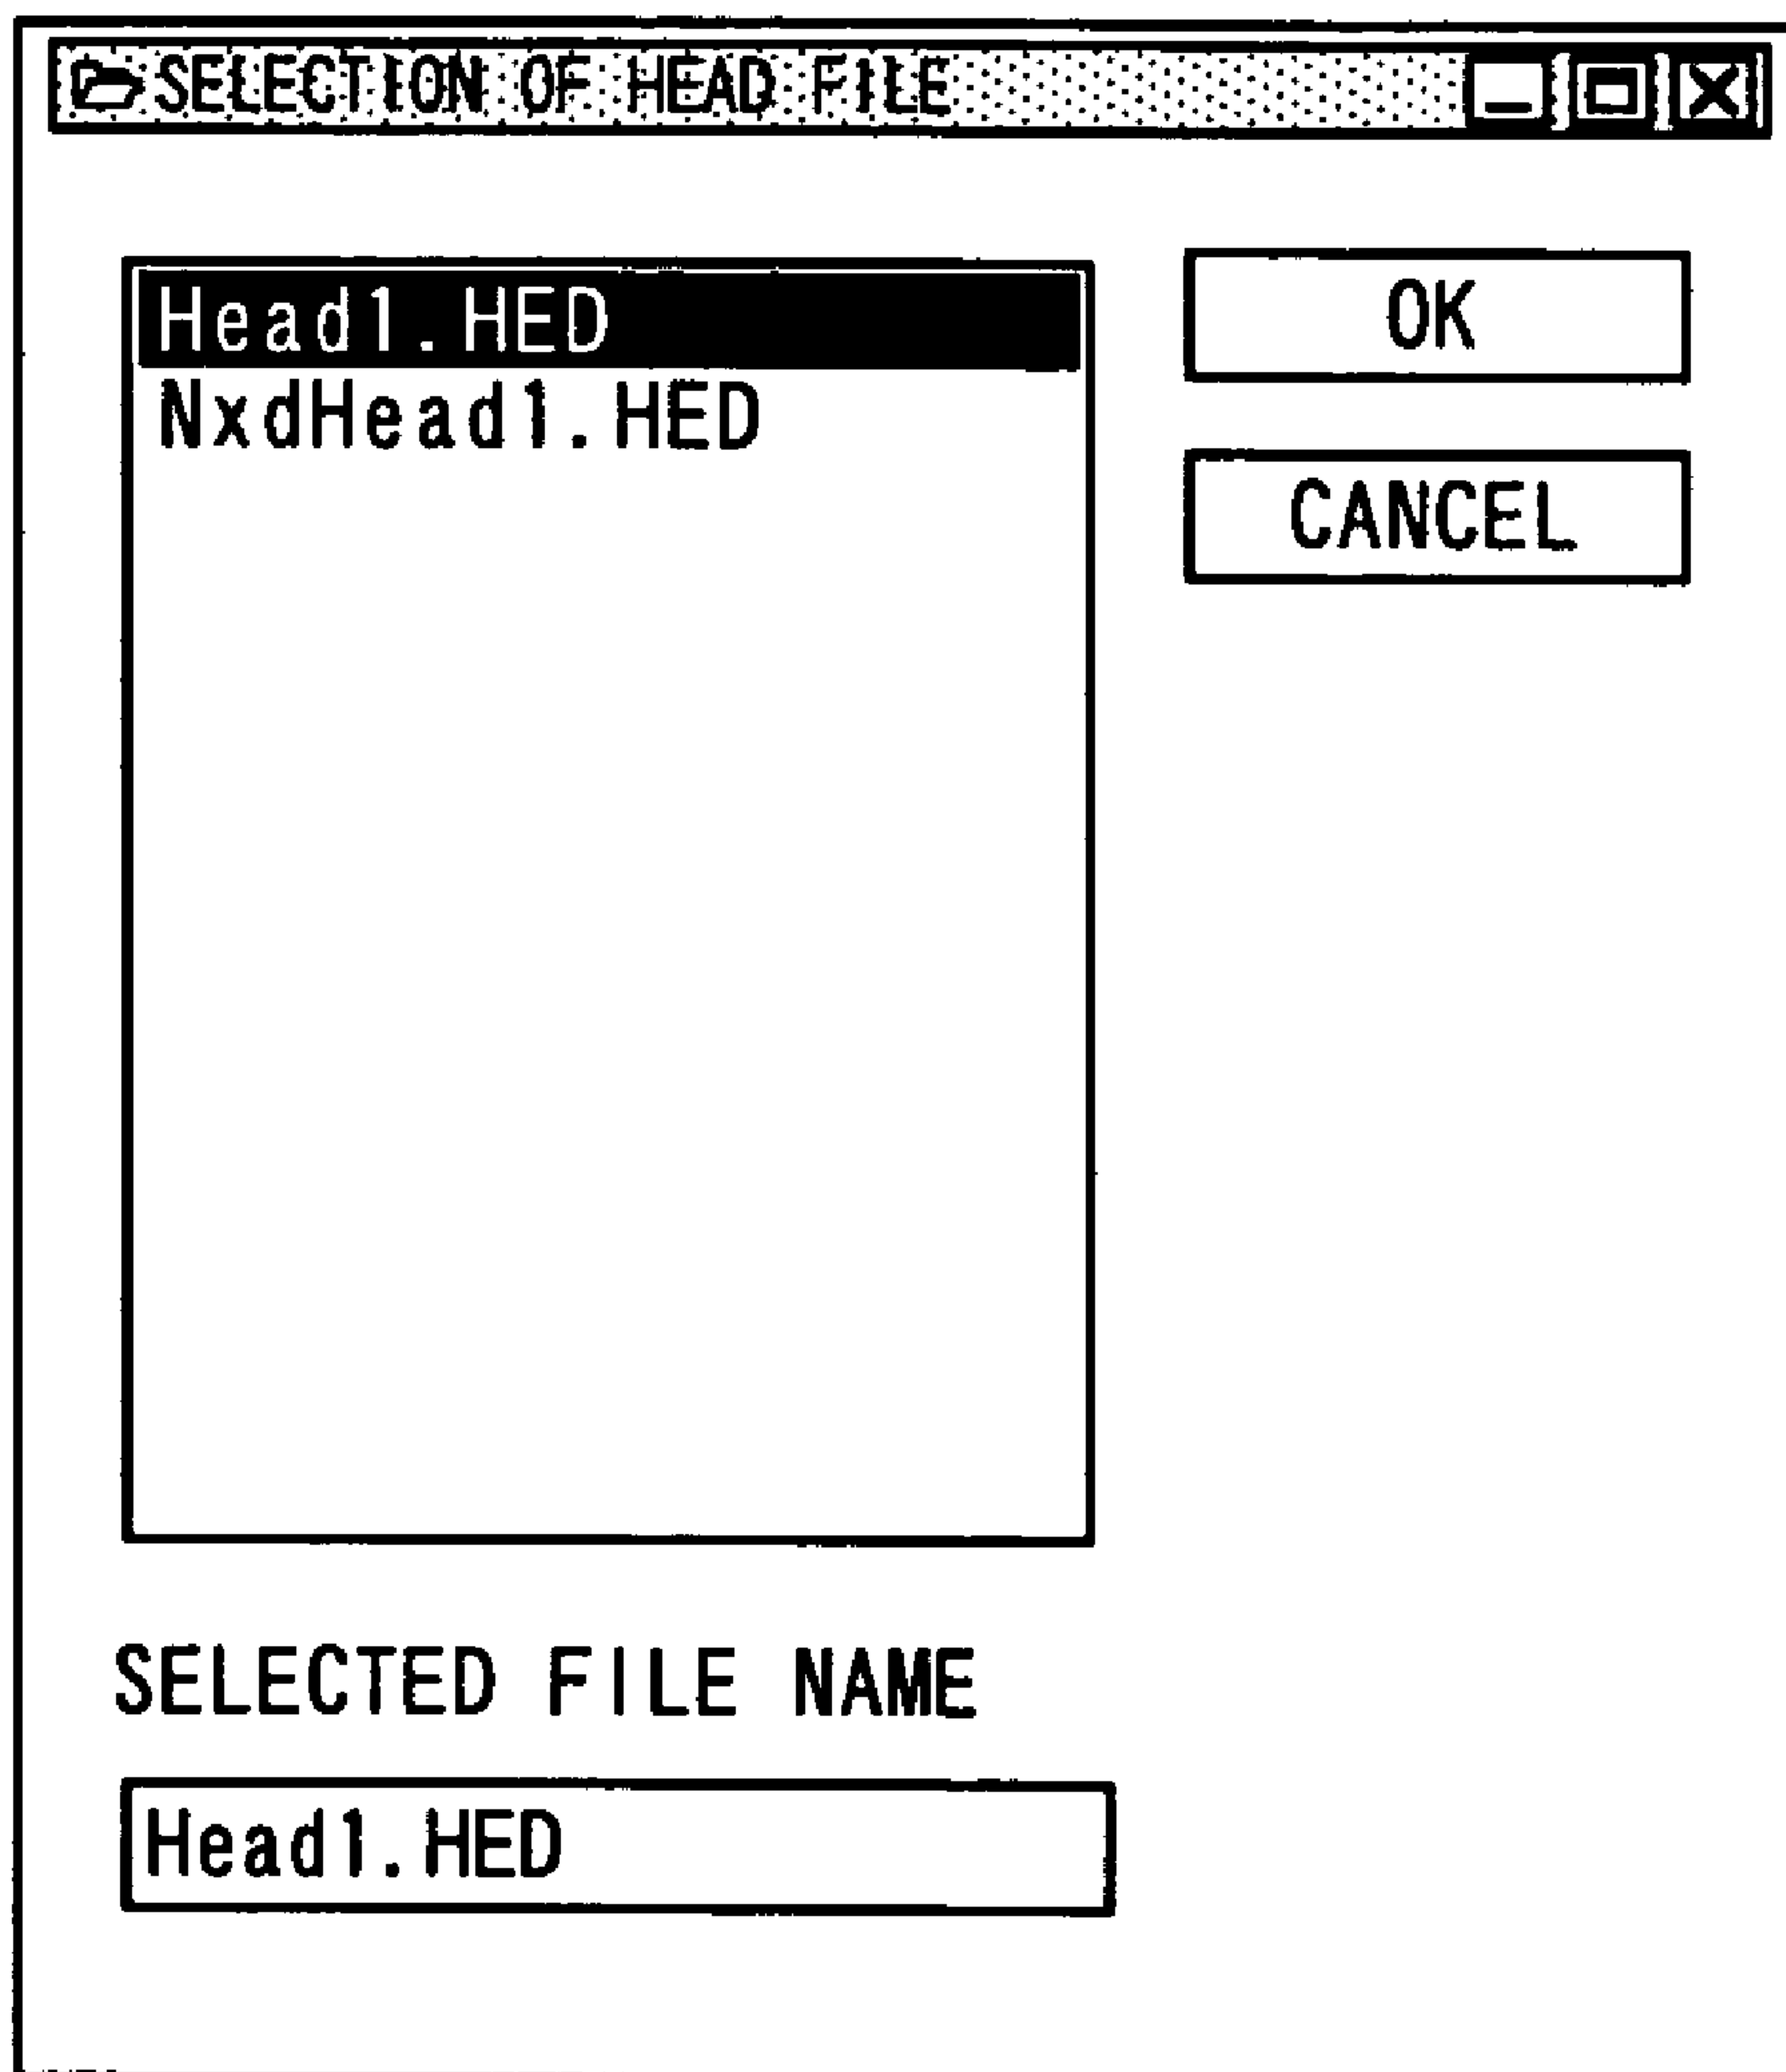 SELECTION OF HEAD FILE
Head1.HED
NxdHead1.HED
OK
CANCEL
SELECTED FILE NAME
Head1.HED